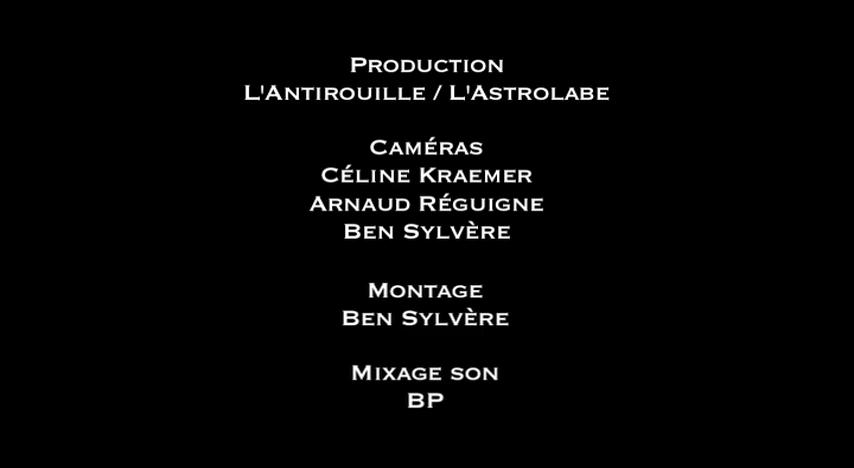 Production
L'Antirouille / L'Astrolabe
Caméras
Céline Kraemer
Arnaud Réguigne
Ben Sylvère
Montage
Ben Sylvère
Mixage son
BP